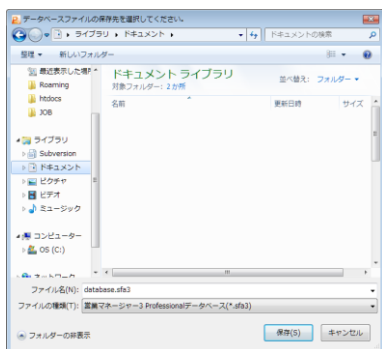 データベースファイルの保存先を選択してください。
ライブラリ ▸ ドキュメント ▸
ドキュメントの検索
整理 ▾ 新しいフォルダー
最近表示した場所
Roaming
htdocs
JOB
ライブラリ
Subversion
ドキュメント
ピクチャ
ビデオ
ミュージック
コンピューター
OS (C:)
ネットワーク
ドキュメント ライブラリ
対象フォルダー: 2 か所
並べ替え: フォルダー ▾
名前 更新日時 サイズ
ファイル名(N): database.sfa3
ファイルの種類(T): 営業マネージャー3 Professionalデータベース(*.sfa3)
フォルダーの非表示
保存(S) キャンセル